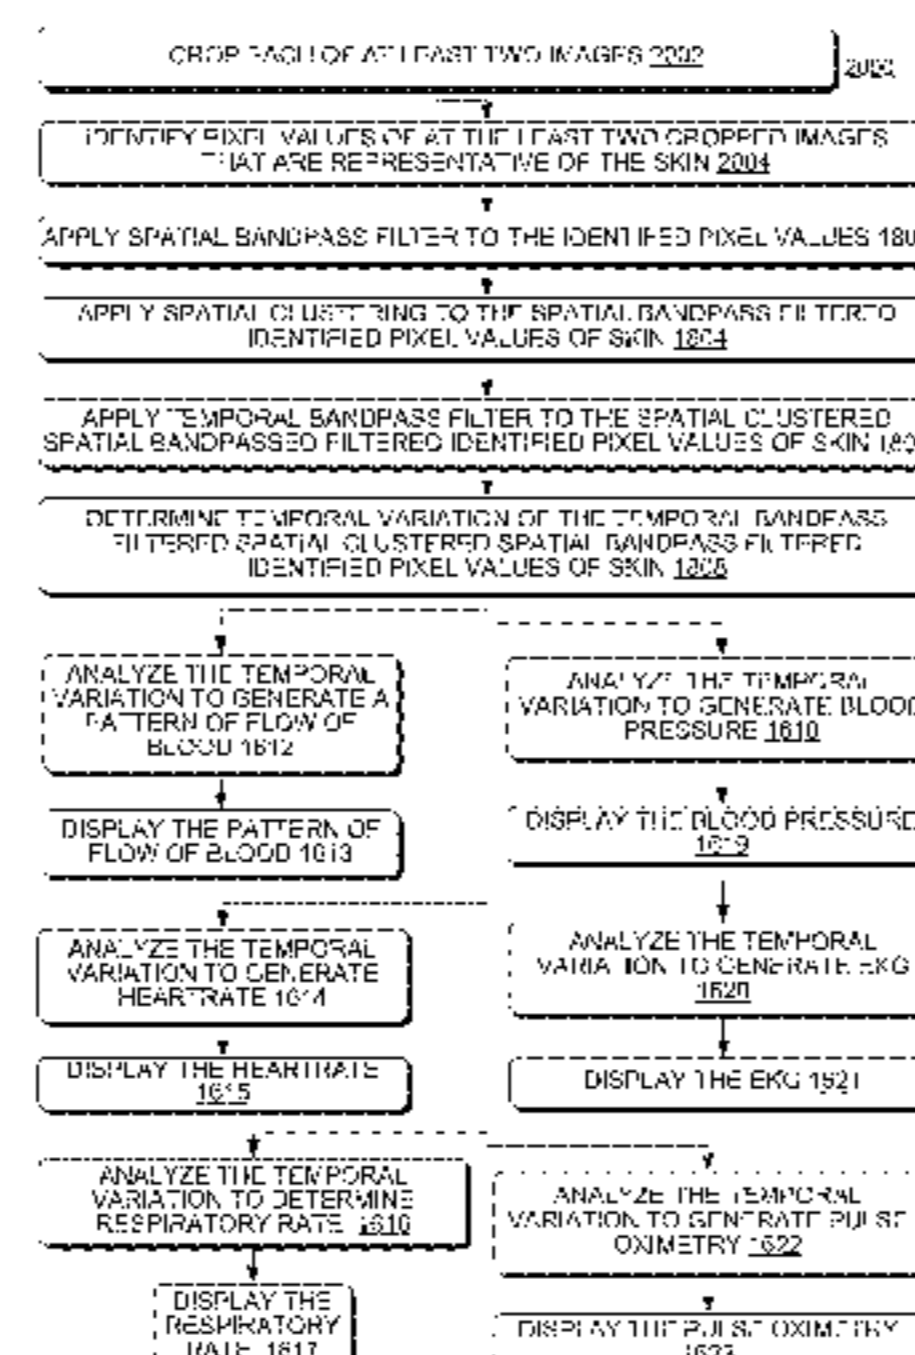 CROP EACH OF AT LEAST TWO IMAGES 2002
2000
IDENTIFY PIXEL VALUES OF AT THE LEAST TWO CROPPED IMAGES
THAT ARE REPRESENTATIVE OF THE SKIN 2004
APPLY SPATIAL BANDPASS FILTER TO THE IDENTIFED PIXEL VALUES 180
APPLY SPATIAL CLUSTERING TO THE SPATIAL BANDPASS FILTERED
IDENTIFIED PIXEL VALUES OF SKIN 1804
APPLY TEMPORAL BANDPASS FILTER TO THE SPATIAL CLUSTERED
SPATIAL BANDPASSED FILTERED IDENTIFIED PIXEL VALUES OF SKIN 180
DETERMINE TEMPORAL VARIATION OF THE TEMPORAL BANDPASS
FILTERED SPATIAL CLUSTERED SPATIAL BANDPASS FILTERED
IDENTIFIED PIXEL VALUES OF SKIN 1808
ANALYZE THE TEMPORAL
VARIATION TO GENERATE A
PATTERN OF FLOW OF
BLOOD 1612
ANALYZE THE TEMPORAL
VARIATION TO GENERATE BLOOD
PRESSURE 1618
DISPLAY THE PATTERN OF
FLOW OF BLOOD 1613
DISPLAY THE BLOOD PRESSURE
1619
ANALYZE THE TEMPORAL
VARIATION TO GENERATE
HEARTRATE 1614
ANALYZE THE TEMPORAL
VARIATION TO GENERATE EKG
1620
DISPLAY THE HEARTRATE
1615
DISPLAY THE EKG 1621
ANALYZE THE TEMPORAL
VARIATION TO DETERMINE
RESPIRATORY RATE 1616
ANALYZE THE TEMPORAL
VARIATION TO GENERATE PULSE
OXIMETRY 1622
DISPLAY THE
RESPIRATORY
RATE 1617
DISPLAY THE PULSE OXIMETRY
1623